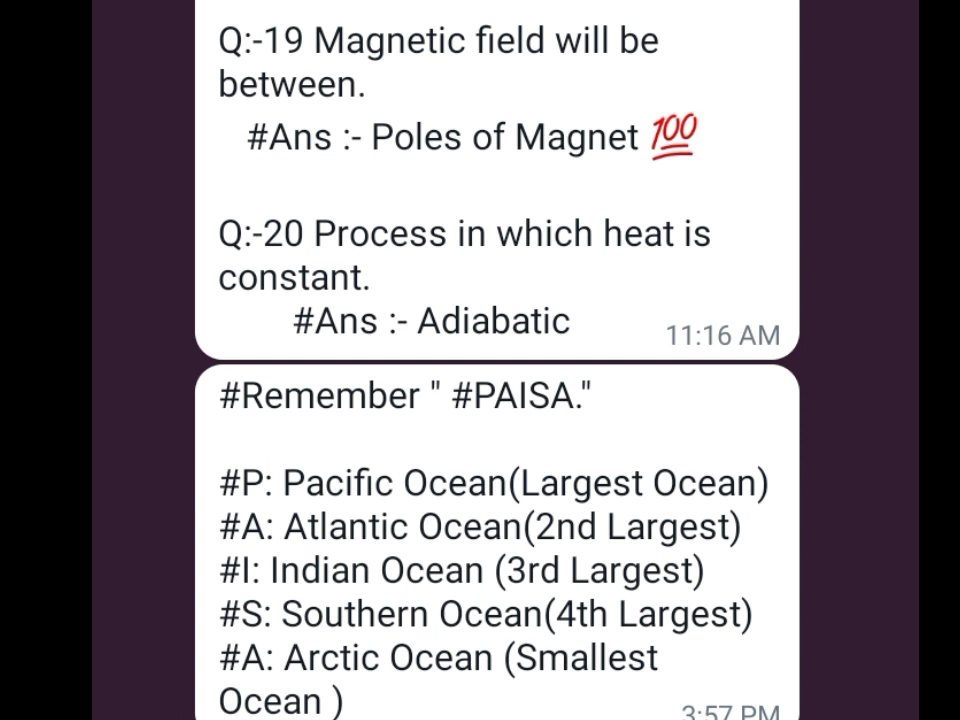 Q:-19 Magnetic field will be
between.
#Ans :- Poles of Magnet 💯
Q:-20 Process in which heat is
constant.
#Ans :- Adiabatic
11:16 AM
#Remember " #PAISA."
#P: Pacific Ocean(Largest Ocean)
#A: Atlantic Ocean(2nd Largest)
#I: Indian Ocean (3rd Largest)
#S: Southern Ocean(4th Largest)
#A: Arctic Ocean (Smallest
Ocean )
3:57 PM